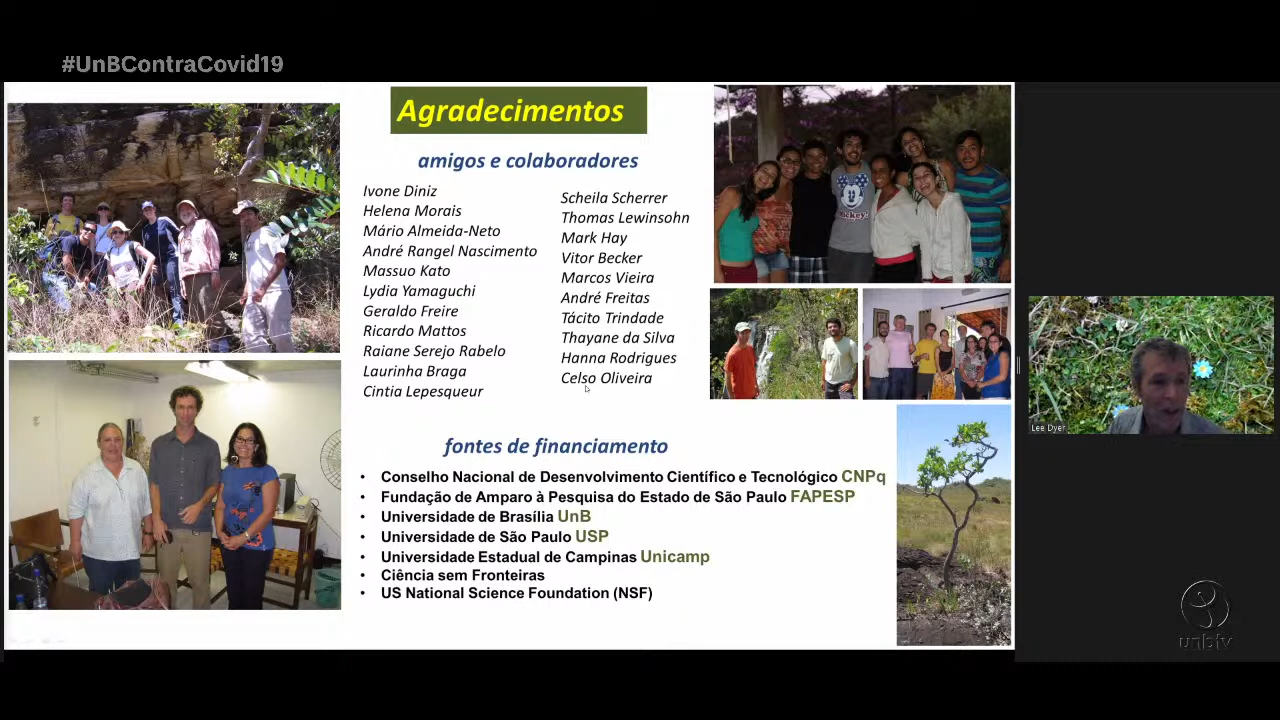 #UnBContraCovid19
Agradecimentos
amigos e colaboradores
Ivone Diniz
Helena Morais
Mário Almeida-Neto
André Rangel Nascimento
Massuo Kato
Lydia Yamaguchi
Geraldo Freire
Ricardo Mattos
Raiane Serejo Rabelo
Laurinha Braga
Cintia Lepesqueur
Scheila Scherrer
Thomas Lewinsohn
Mark Hay
Vitor Becker
Marcos Vieira
André Freitas
Tácito Trindade
Thayane da Silva
Hanna Rodrigues
Celso Oliveira
fontes de financiamento
• Conselho Nacional de Desenvolvimento Científico e Tecnológico CNPq
• Fundação de Amparo à Pesquisa do Estado de São Paulo FAPESP
• Universidade de Brasília UnB
• Universidade de São Paulo USP
• Universidade Estadual de Campinas Unicamp
• Ciência sem Fronteiras
• US National Science Foundation (NSF)
Lee Dyer
unbtv